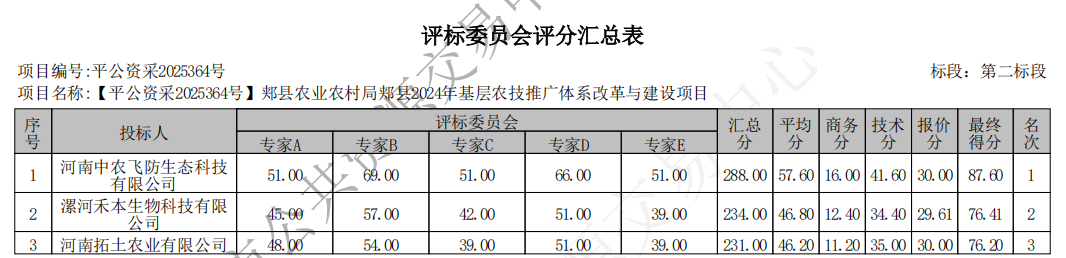 评标委员会评分汇总表
项目编号:平公资采2025364号 标段：第二标段
项目名称:【平公资采2025364号】郏县农业农村局郏县2024年基层农技推广体系改革与建设项目
序号 投标人 评标委员会 汇总分 平均分 商务分 技术分 报价分 最终得分 名次
专家A 专家B 专家C 专家D 专家E
1 河南中农飞防生态科技有限公司 51.00 69.00 51.00 66.00 51.00 288.00 57.60 16.00 41.60 30.00 87.60 1
2 漯河禾本生物科技有限公司 45.00 57.00 42.00 51.00 39.00 234.00 46.80 12.40 34.40 29.61 76.41 2
3 河南拓土农业有限公司 48.00 54.00 39.00 51.00 39.00 231.00 46.20 11.20 35.00 30.00 76.20 3